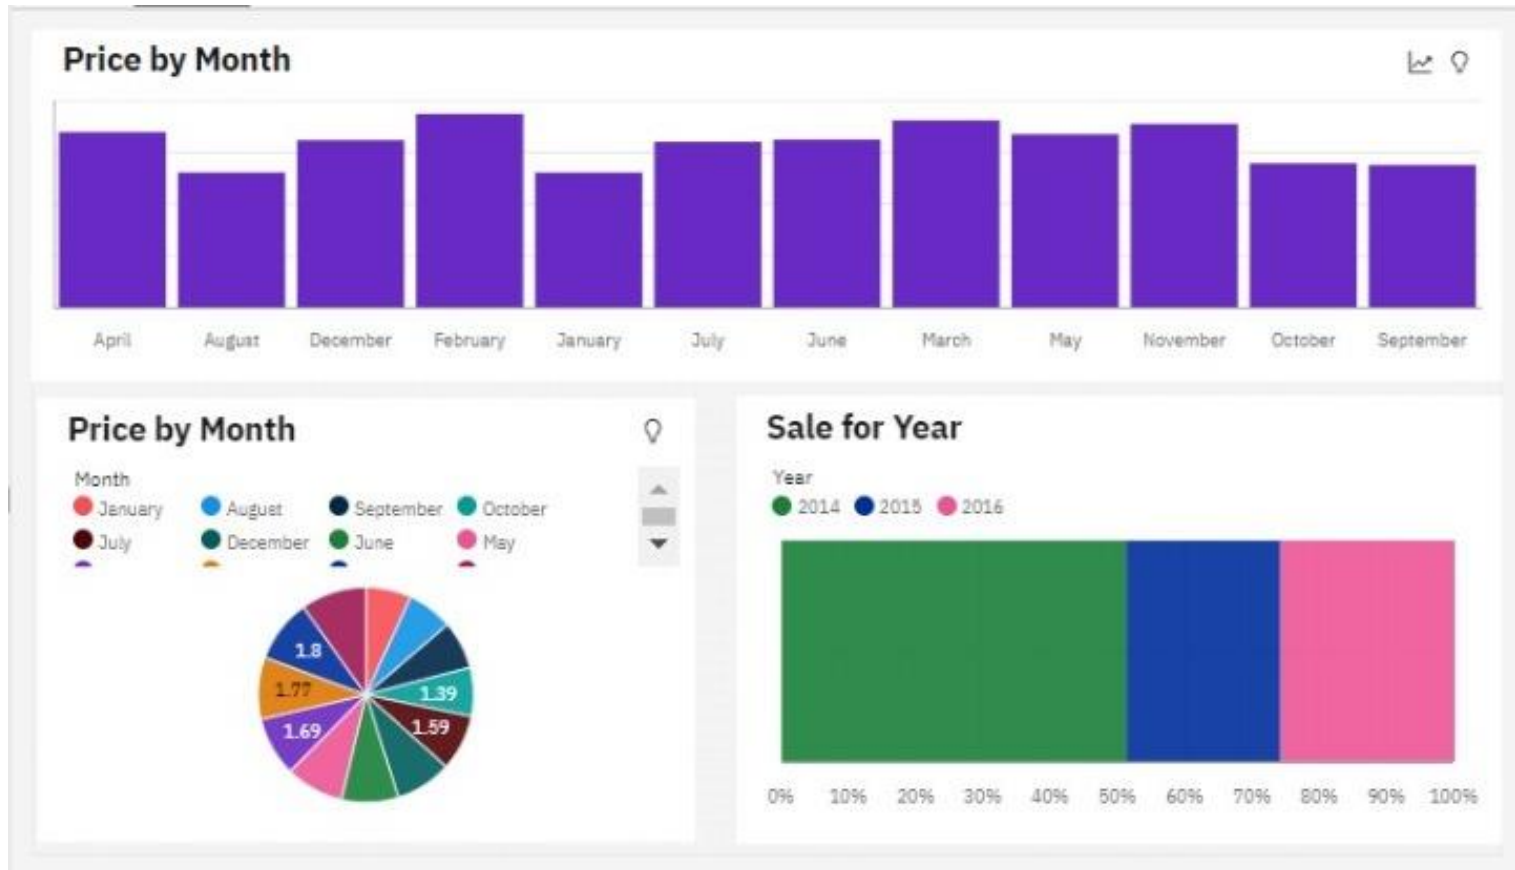 Price by Month
April August December February January July June March May November October September
Price by Month
Month
January August September October
July December June May
1.8
1.77
1.39
1.69
1.59
Sale for Year
Year
2014 2015 2016
0% 10% 20% 30% 40% 50% 60% 70% 80% 90% 100%